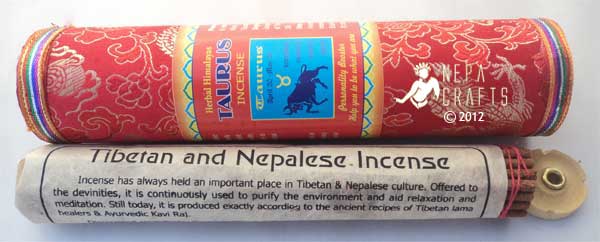 Herbal Himalayas
TAURUS
INCENSE
Taurus
Personality Booster
Help you to be what you are
NEPA
CRAFTS
© 2012
Tibetan and Nepalese Incense
Incense has always held an important place in Tibetan & Nepalese culture. Offered to
the devinities, it is continuously used to purify the environment and aid relaxation and
meditation. Still today, it is produced exactly according to the ancient recipes of Tibetan lama
healers & Ayurvedic Kavi Raj.